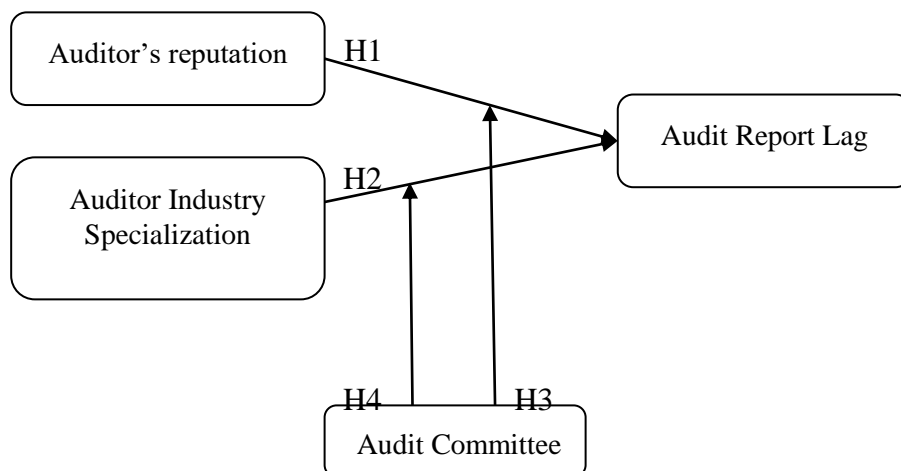 Auditor’s reputation
H1
Audit Report Lag
H2
Auditor Industry
Specialization
H4
H3
Audit Committee